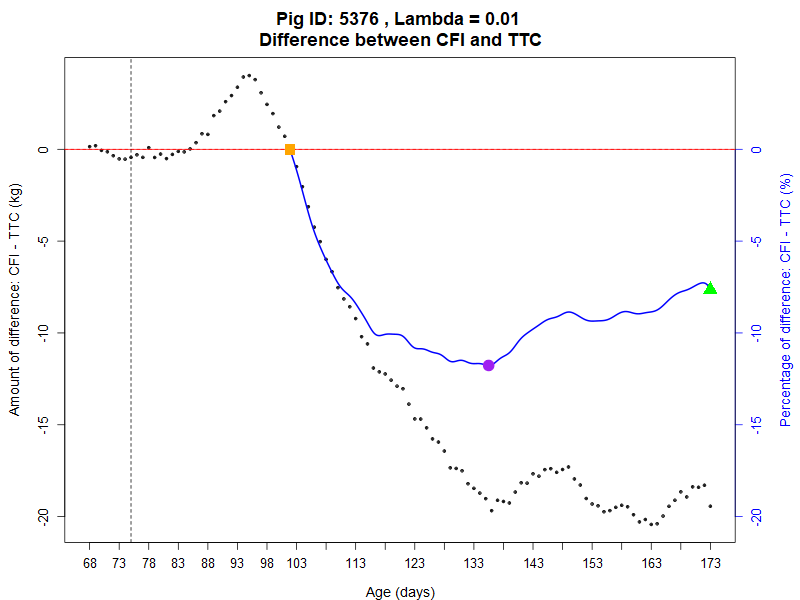 Pig ID: 5376 , Lambda = 0.01
Difference between CFI and TTC
Amount of difference: CFI - TTC (kg)
0
-5
-10
-15
-20
0
-5
-10
-15
-20
Percentage of difference: CFI - TTC (%)
68 73 78 83 88 93 98 103 113 123 133 143 153 163 173
Age (days)